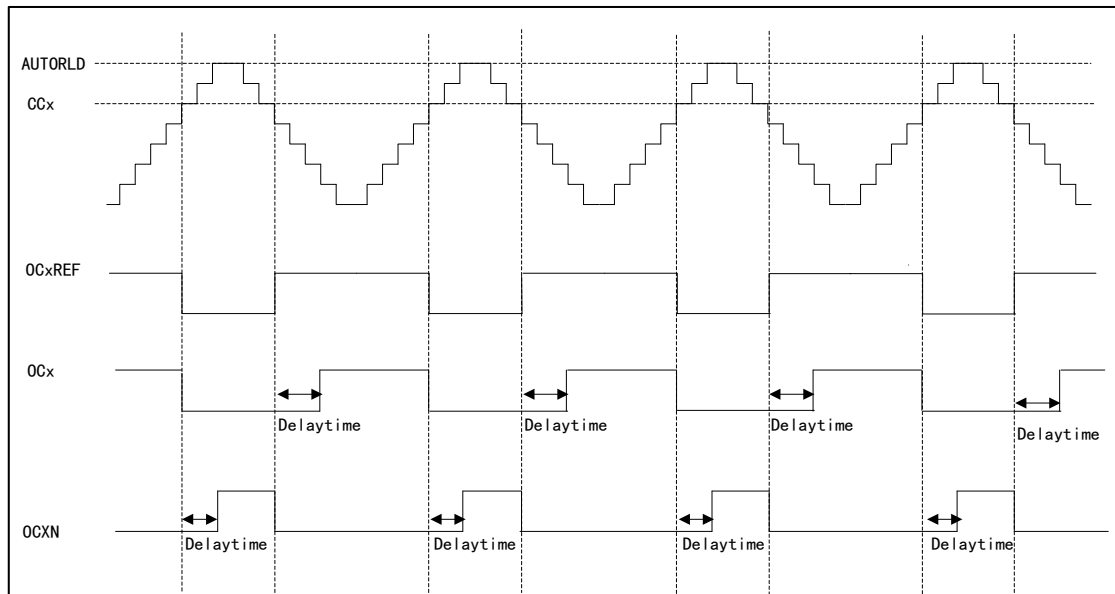 AUTORLD
CCx
OCxREF
OCx
Delaytime
Delaytime
Delaytime
Delaytime
OCXN
Delaytime
Delaytime
Delaytime
Delaytime